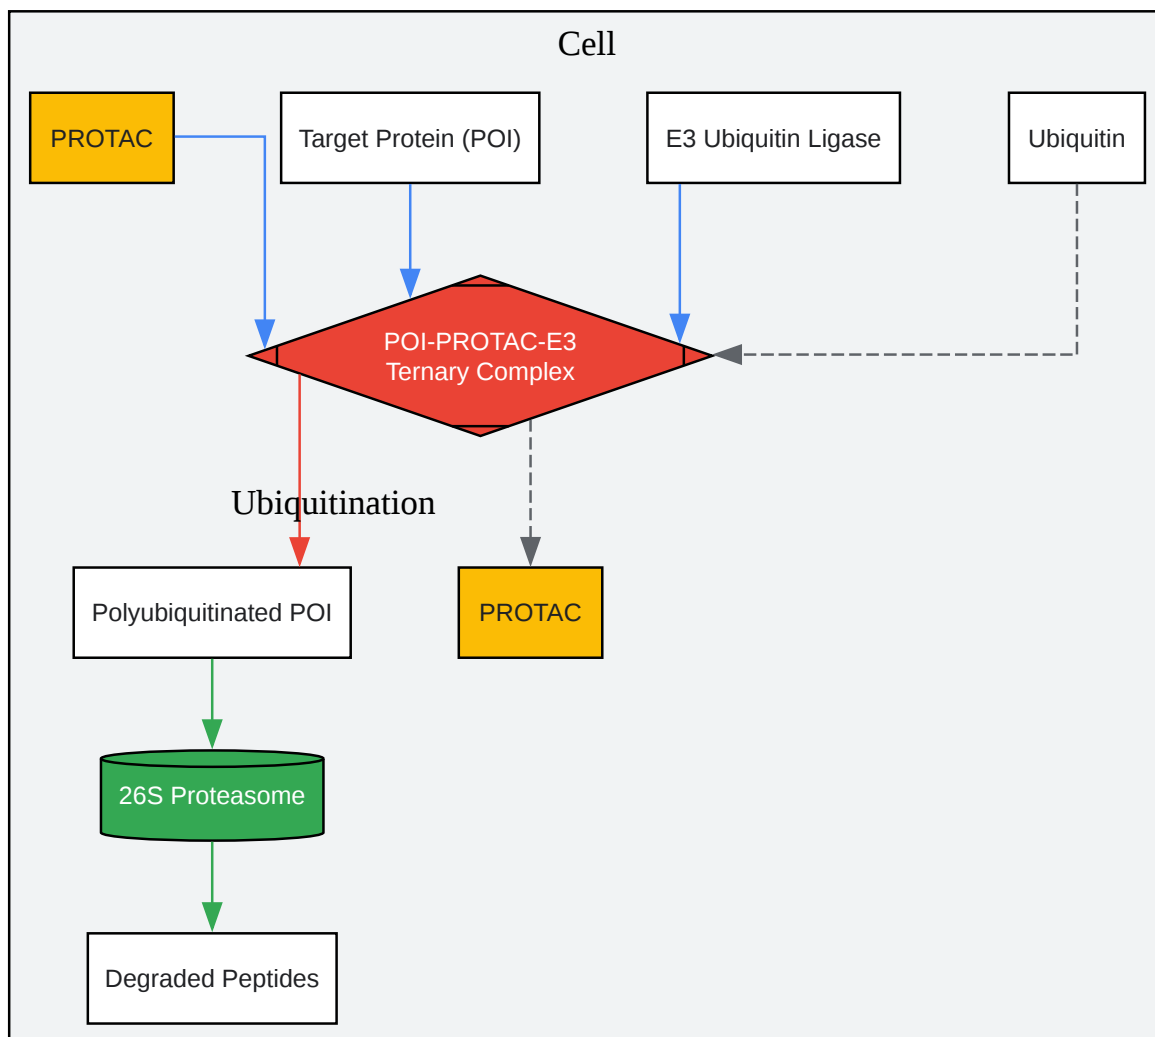 Cell
PROTAC
Target Protein (POI)
E3 Ubiquitin Ligase
Ubiquitin
POI-PROTAC-E3
Ternary Complex
Ubiquitination
Polyubiquitinated POI
PROTAC
26S Proteasome
Degraded Peptides